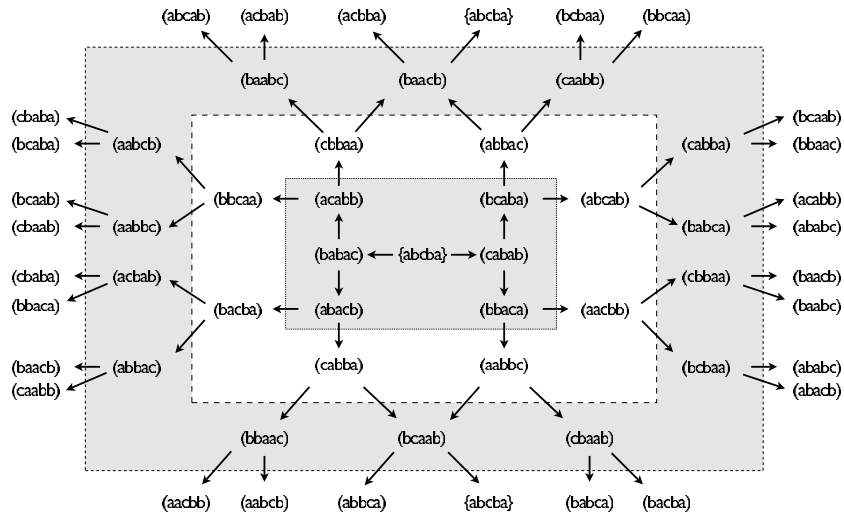 (abcab) (acbab) (acbba) {abcba} (bcbaa) (bbcaa)
(baabc) (baacb) (caabb)
(cbaba) (bcaab)
(bcaba) (aabcb) (cbbaa) (abbac) (cabba) (bbaac)
(bcaab) (bbcaa) (acabb) (bcaba) (abcab) (acabb)
(cbaab) (aabbc) (babca) (ababc)
(babac) {abcba} (cabab)
(cbaba) (acbab) (cbbaa) (baacb)
(bbaca) (bacba) (abacb) (bbaca) (aacbb) (baabc)
(baacb) (abbac) (cabba) (aabbc) (bcbaa) (ababc)
(caabb) (abacb)
(bbaac) (bcaab) (cbaab)
(aacbb) (aabcb) (abbca) {abcba} (babca) (bacba)